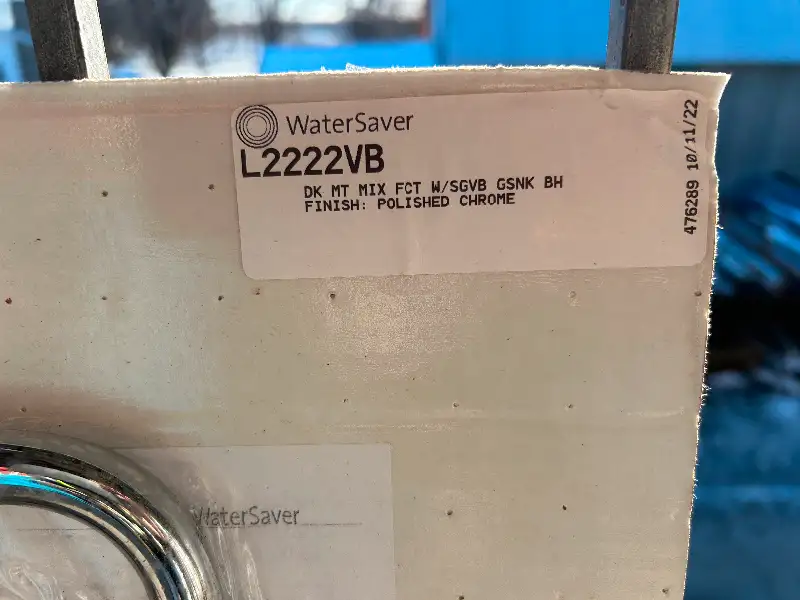 WaterSaver
L2222VB
DK MT MIX FCT W/SGVB GSNK BH
FINISH: POLISHED CHROME
476289 10/11/22
WaterSaver